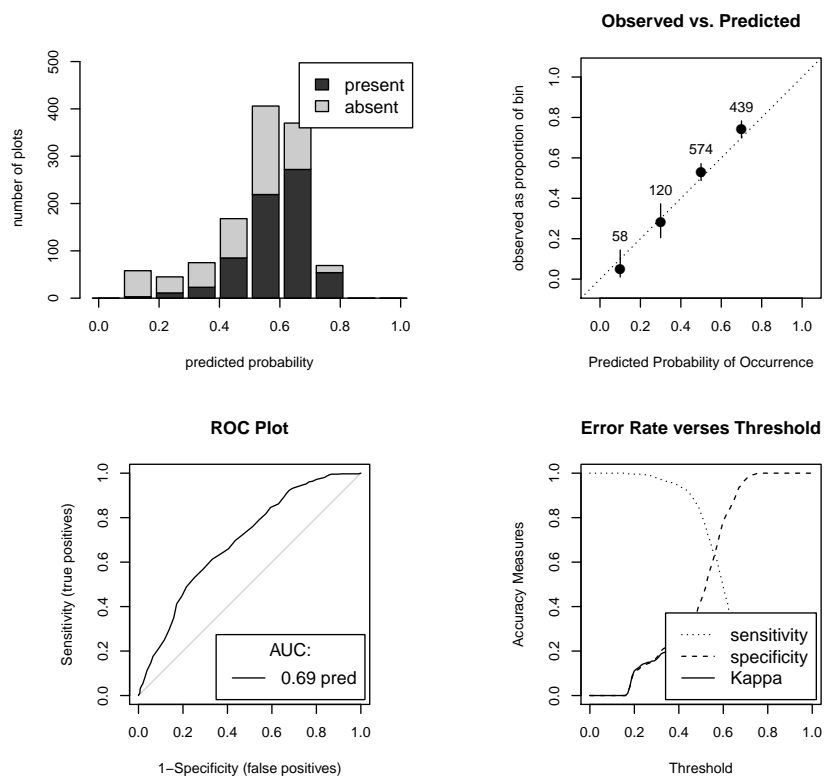 Observed vs. Predicted
number of plots
500
400
300
200
100
0
present
absent
0.0 0.2 0.4 0.6 0.8 1.0
predicted probability
observed as proportion of bin
1.0
0.8
0.6
0.4
0.2
0.0
439
574
120
58
0.0 0.2 0.4 0.6 0.8 1.0
Predicted Probability of Occurrence
ROC Plot
Sensitivity (true positives)
1.0
0.8
0.6
0.4
0.2
0.0
AUC:
0.69 pred
0.0 0.2 0.4 0.6 0.8 1.0
1−Specificity (false positives)
Error Rate verses Threshold
Accuracy Measures
1.0
0.8
0.6
0.4
0.2
0.0
sensitivity
specificity
Kappa
0.0 0.2 0.4 0.6 0.8 1.0
Threshold